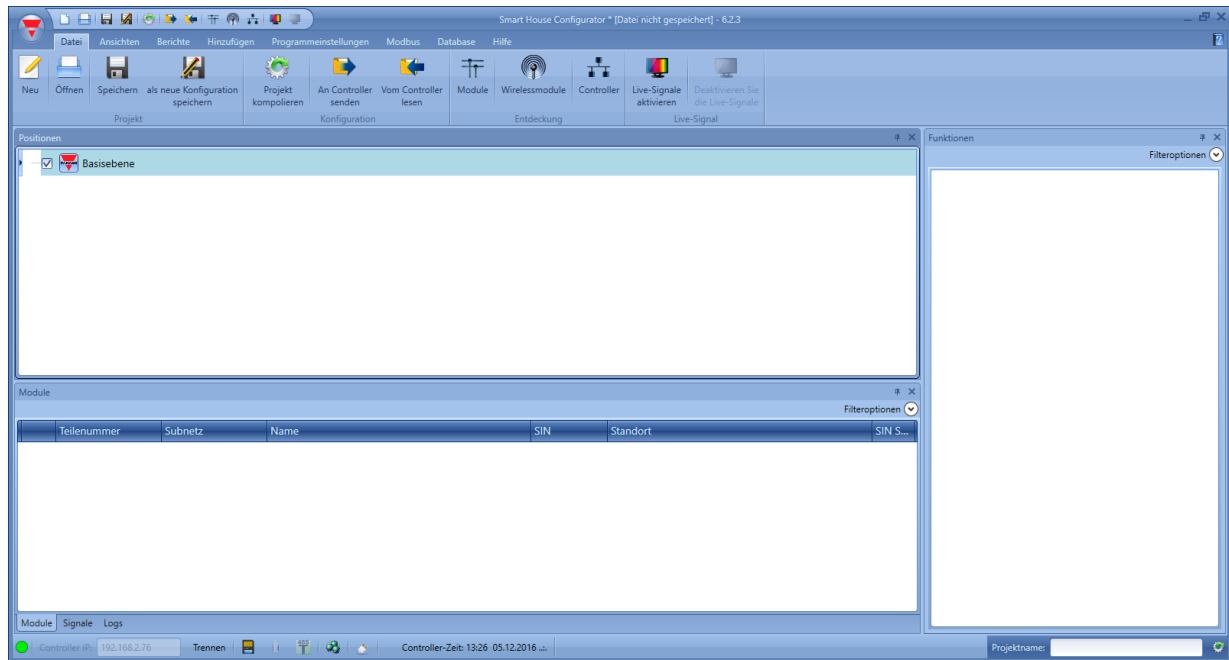 Smart House Configurator * [Datei nicht gespeichert] - 6.2.3
Datei Ansichten Berichte Hinzufügen Programmeinstellungen Modbus Database Hilfe
Neu Öffnen Speichern als neue Konfiguration Projekt An Controller Vom Controller Module Wirelessmodule Controller Live-Signale Deaktivieren Sie
speichern kompolieren senden lesen aktivieren die Live-Signale
Projekt Konfiguration Entdeckung Live-Signal
Positionen
Funktionen
Filteroptionen
Basisebene
Module
Filteroptionen
Teilenummer Subnetz Name SIN Standort SIN S...
Module Signale Logs
Controller IP: 192.168.2.76 Trennen Controller-Zeit: 13:26 05.12.2016 Projektname: